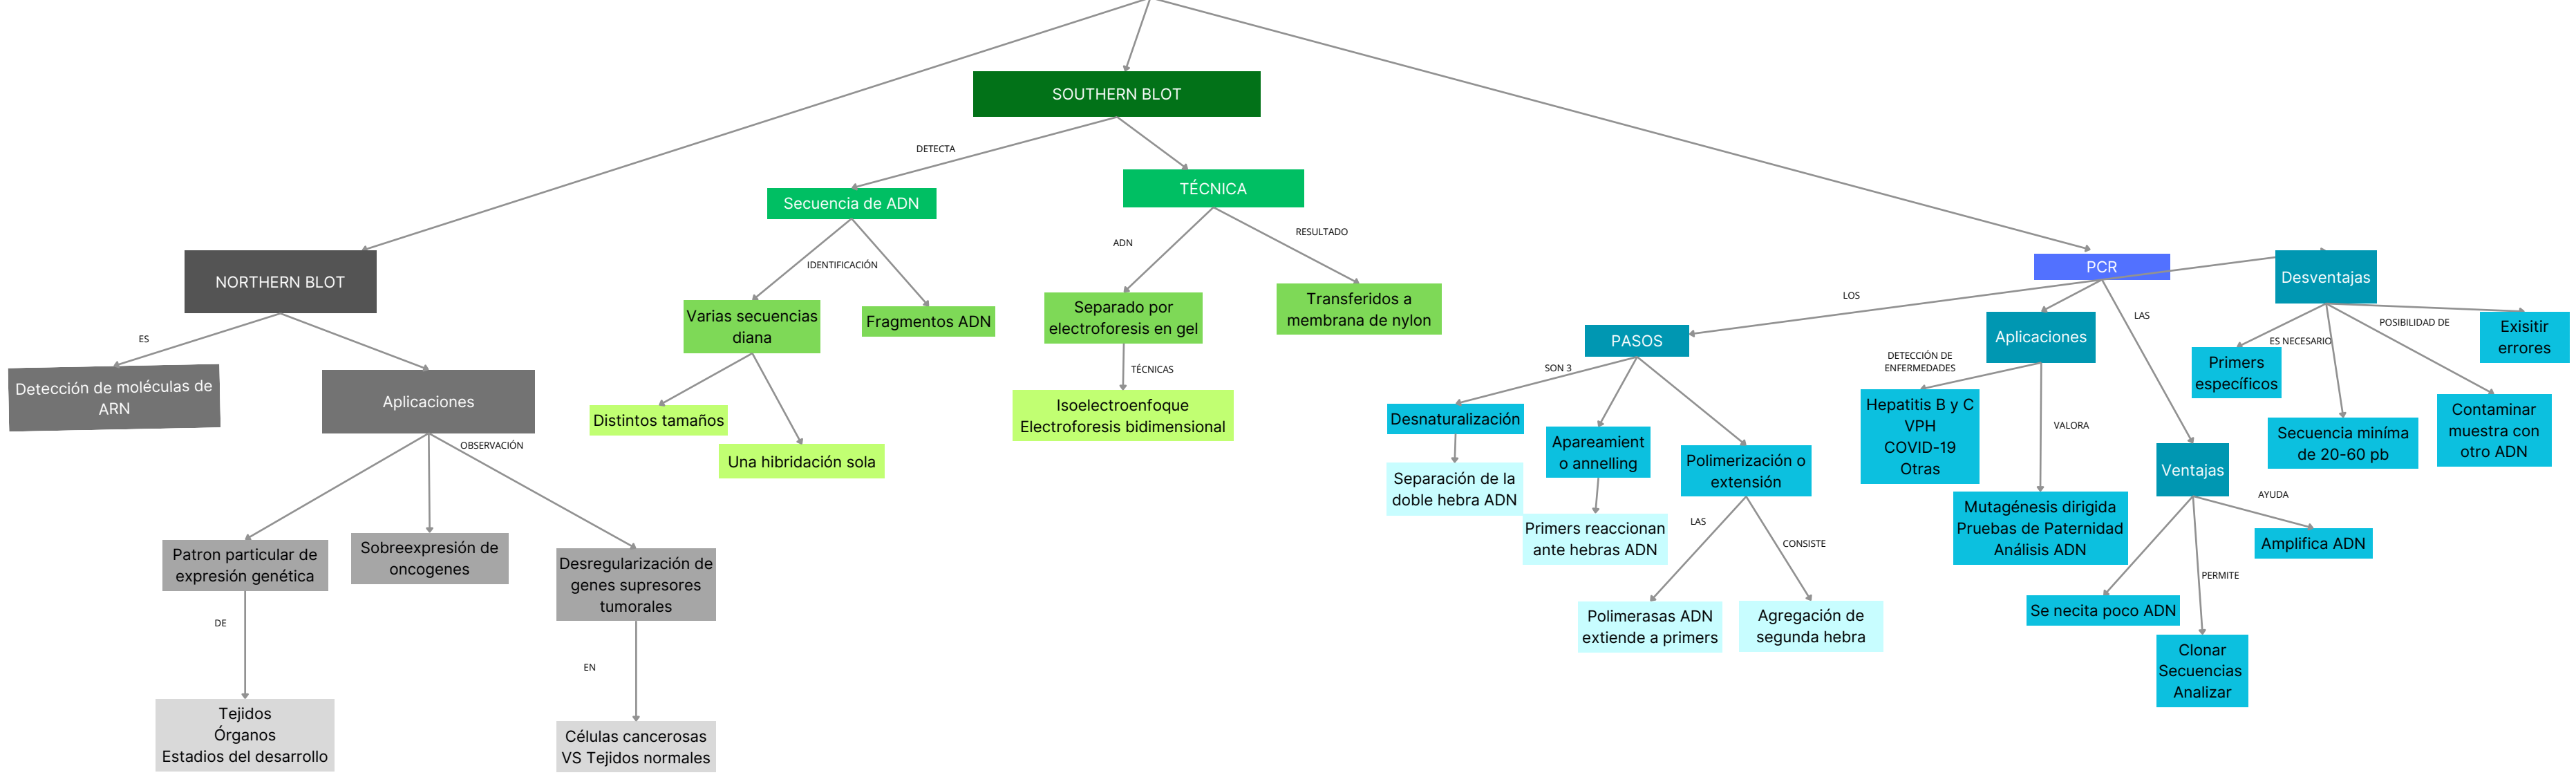 SOUTHERN BLOT
DETECTA
Secuencia de ADN
TÉCNICA
IDENTIFICACIÓN
Varias secuencias
diana
Fragmentos ADN
Distintos tamaños
Una hibridación sola
ADN
RESULTADO
Separado por
electroforesis en gel
Transferidos a
membrana de nylon
TÉCNICAS
Isoelectroenfoque
Electroforesis bidimensional
NORTHERN BLOT
ES
Detección de moléculas de
ARN
Aplicaciones
OBSERVACIÓN
Patron particular de
expresión genética
Sobreexpresión de
oncogenes
Desregularización de
genes supresores
tumorales
DE
EN
Tejidos
Órganos
Estadios del desarrollo
Células cancerosas
VS Tejidos normales
PCR
LOS
PASOS
SON 3
Desnaturalización
Separación de la
doble hebra ADN
Apareamient
o annelling
Primers reaccionan
ante hebras ADN
Polimerización o
extensión
LAS
CONSISTE
Polimerasas ADN
extiende a primers
Agregación de
segunda hebra
Aplicaciones
DETECCIÓN DE
ENFERMEDADES
Hepatitis B y C
VPH
COVID-19
Otras
VALORA
Mutagénesis dirigida
Pruebas de Paternidad
Análisis ADN
LAS
Ventajas
AYUDA
Amplifica ADN
PERMITE
Se necita poco ADN
Clonar
Secuencias
Analizar
Desventajas
ES NECESARIO
POSIBILIDAD DE
Primers
específicos
Secuencia miníma
de 20-60 pb
Contaminar
muestra con
otro ADN
Exisitir
errores